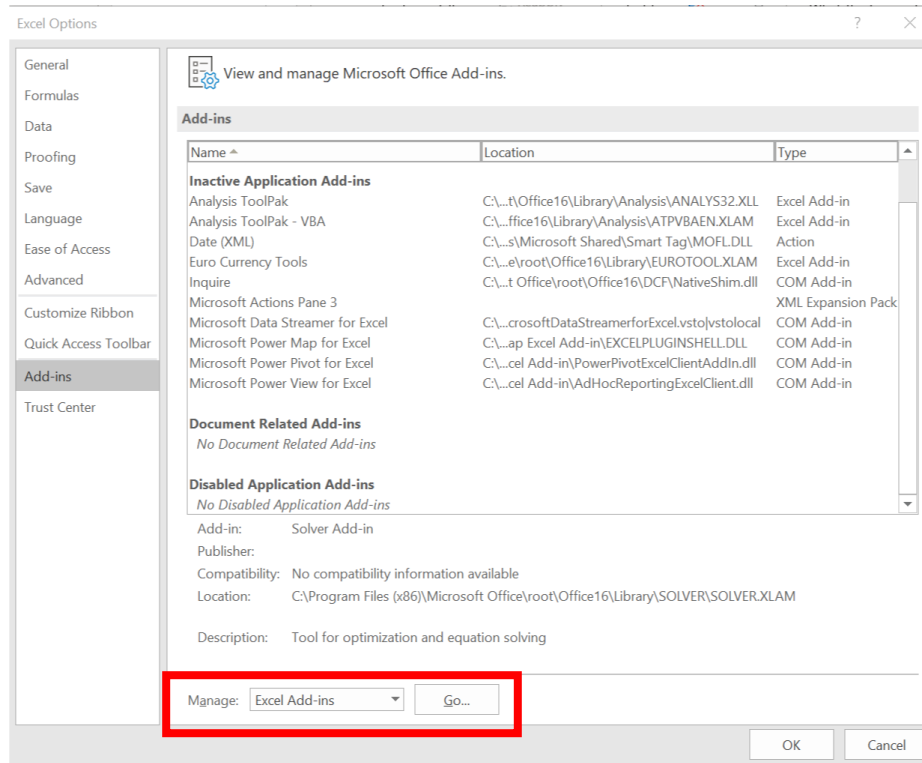 Excel Options ? ×
General
Formulas
Data
Proofing
Save
Language
Ease of Access
Advanced
Customize Ribbon
Quick Access Toolbar
Add-ins
Trust Center
View and manage Microsoft Office Add-ins.
Add-ins
Name Location Type
Inactive Application Add-ins
Analysis ToolPak C:\...t\Office16\Library\Analysis\ANALYS32.XLL Excel Add-in
Analysis ToolPak - VBA C:\...ffice16\Library\Analysis\ATPVBAEN.XLAM Excel Add-in
Date (XML) C:\...s\Microsoft Shared\Smart Tag\MOFL.DLL Action
Euro Currency Tools C:\...e\root\Office16\Library\EUROTOOL.XLAM Excel Add-in
Inquire C:\...t Office\root\Office16\DCF\NativeShim.dll COM Add-in
Microsoft Actions Pane 3 XML Expansion Pack
Microsoft Data Streamer for Excel C:\...crosoftDataStreamerforExcel.vsto|vstolocal COM Add-in
Microsoft Power Map for Excel C:\...ap Excel Add-in\EXCELPLUGINSHELL.DLL COM Add-in
Microsoft Power Pivot for Excel C:\...cel Add-in\PowerPivotExcelClientAddIn.dll COM Add-in
Microsoft Power View for Excel C:\...cel Add-in\AdHocReportingExcelClient.dll COM Add-in
Document Related Add-ins
No Document Related Add-ins
Disabled Application Add-ins
No Disabled Application Add-ins
Add-in: Solver Add-in
Publisher:
Compatibility: No compatibility information available
Location: C:\Program Files (x86)\Microsoft Office\root\Office16\Library\SOLVER\SOLVER.XLAM
Description: Tool for optimization and equation solving
Manage: Excel Add-ins Go...
OK Cancel